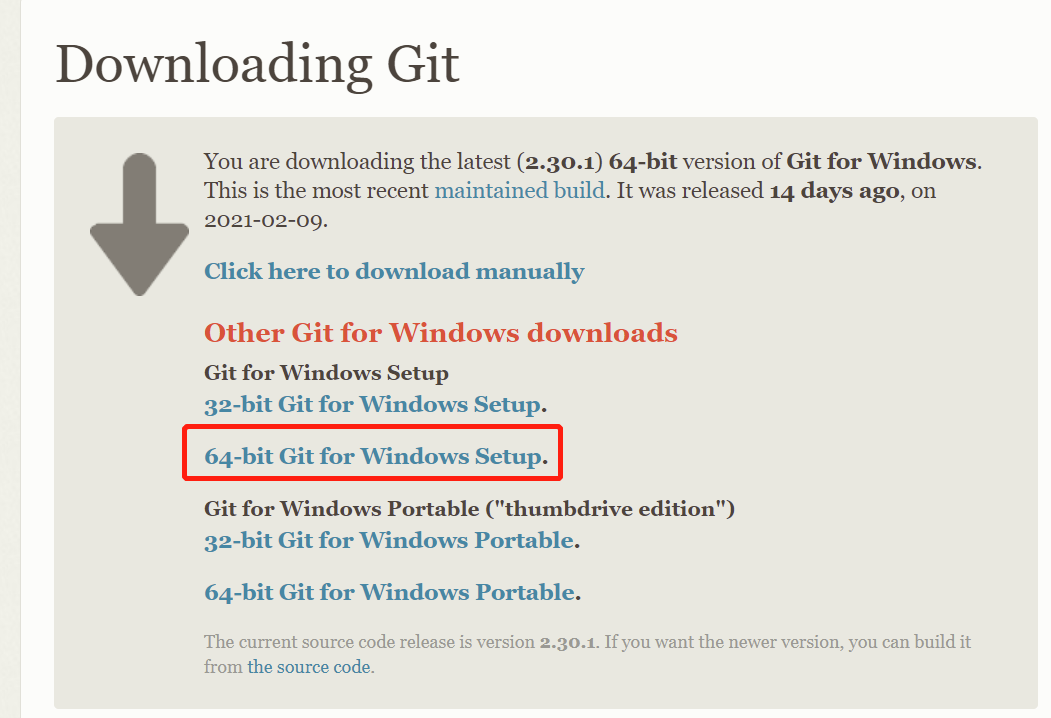 Downloading Git
You are downloading the latest (2.30.1) 64-bit version of Git for Windows.
This is the most recent maintained build. It was released 14 days ago, on
2021-02-09.
Click here to download manually
Other Git for Windows downloads
Git for Windows Setup
32-bit Git for Windows Setup.
64-bit Git for Windows Setup.
Git for Windows Portable ("thumbdrive edition")
32-bit Git for Windows Portable.
64-bit Git for Windows Portable.
The current source code release is version 2.30.1. If you want the newer version, you can build it
from the source code.